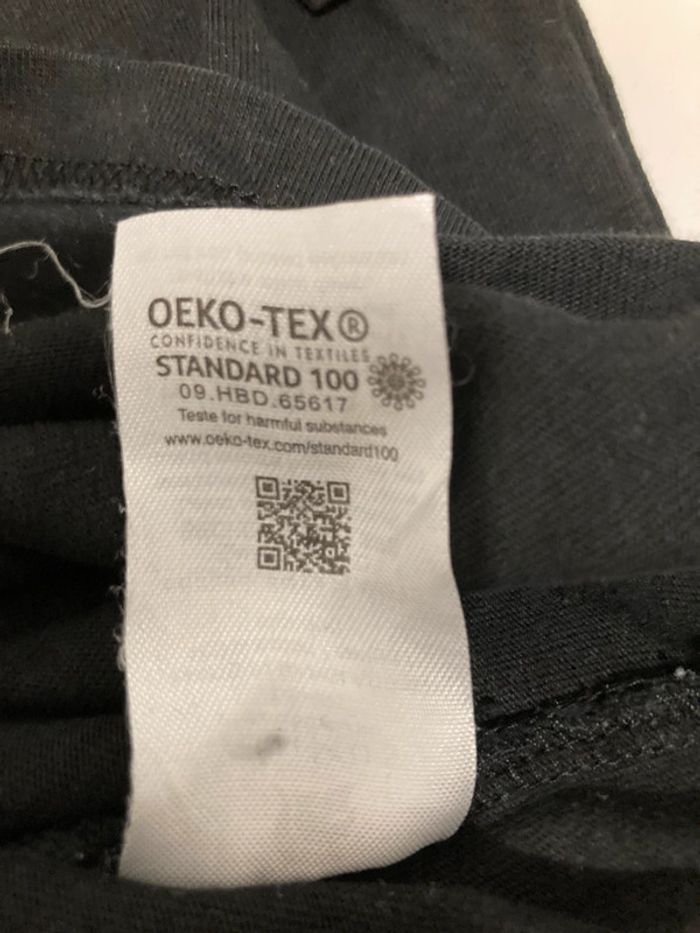 OEKO-TEX®
CONFIDENCE IN TEXTILES
STANDARD 100
09.HBD.65617
Teste for harmful substances
www.oeko-tex.com/standard100